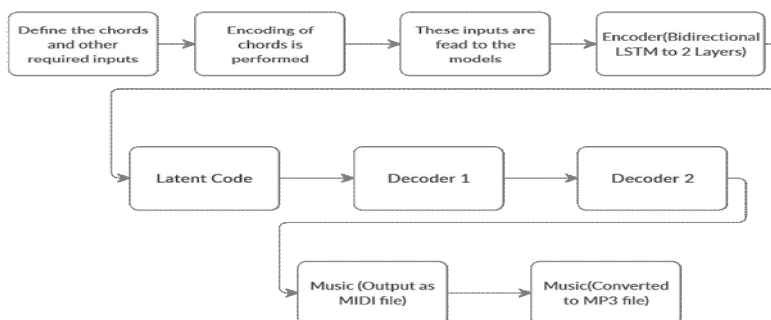 Define the chords
and other
required inputs
Encoding of
chords is
performed
These inputs are
fead to the
models
Encoder(Bidirectional
LSTM to 2 Layers)
Latent Code
Decoder 1
Decoder 2
Music (Output as
MIDI file)
Music(Converted
to MP3 file)